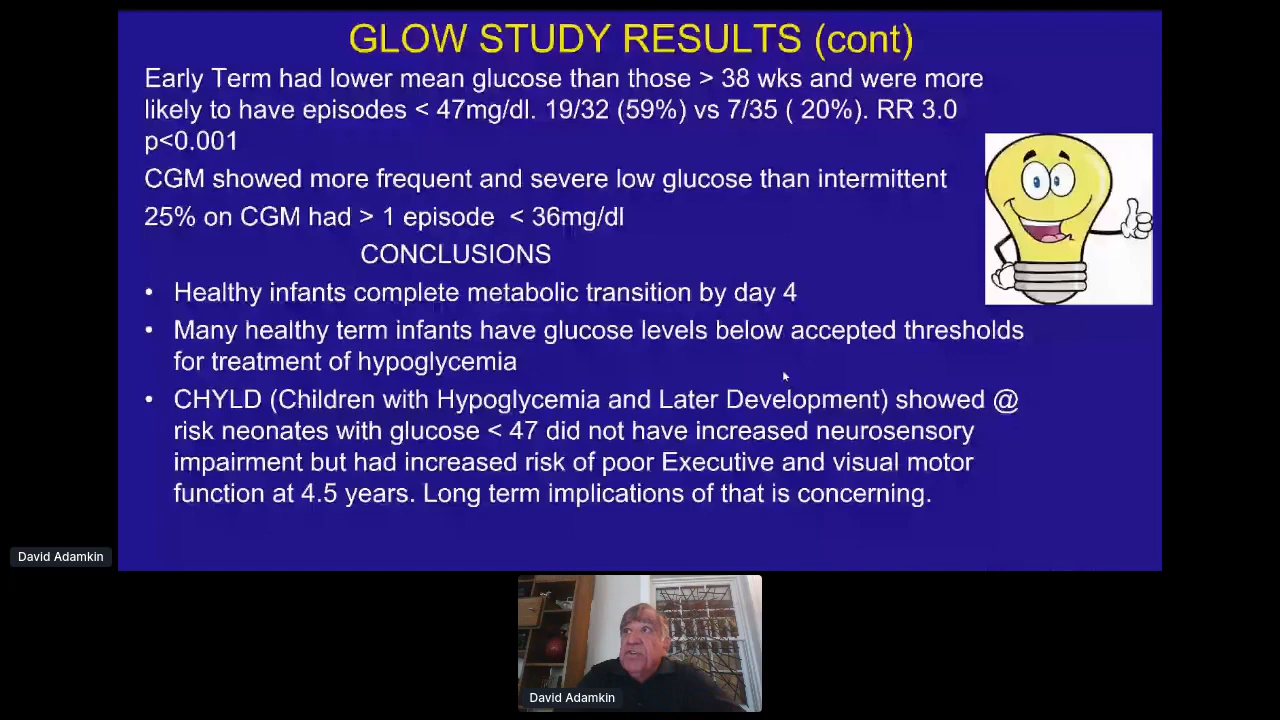 GLOW STUDY RESULTS (cont)
Early Term had lower mean glucose than those > 38 wks and were more
likely to have episodes < 47mg/dl. 19/32 (59%) vs 7/35 ( 20%). RR 3.0
p<0.001
CGM showed more frequent and severe low glucose than intermittent
25% on CGM had > 1 episode < 36mg/dl
CONCLUSIONS
• Healthy infants complete metabolic transition by day 4
• Many healthy term infants have glucose levels below accepted thresholds
for treatment of hypoglycemia
• CHYLD (Children with Hypoglycemia and Later Development) showed @
risk neonates with glucose < 47 did not have increased neurosensory
impairment but had increased risk of poor Executive and visual motor
function at 4.5 years. Long term implications of that is concerning.
David Adamkin
David Adamkin